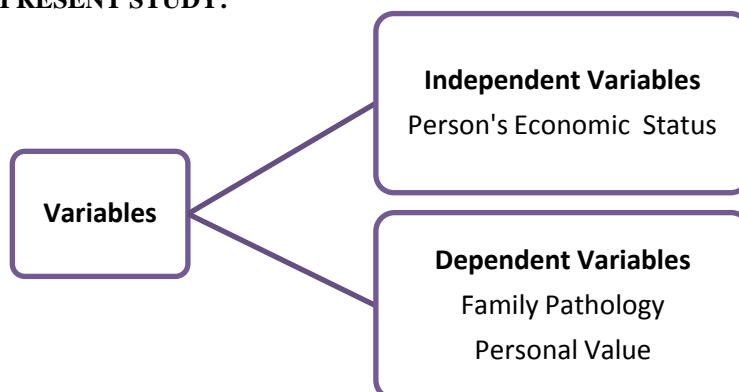 PRESENT STUDY:
Independent Variables
Person's Economic Status
Variables
Dependent Variables
Family Pathology
Personal Value